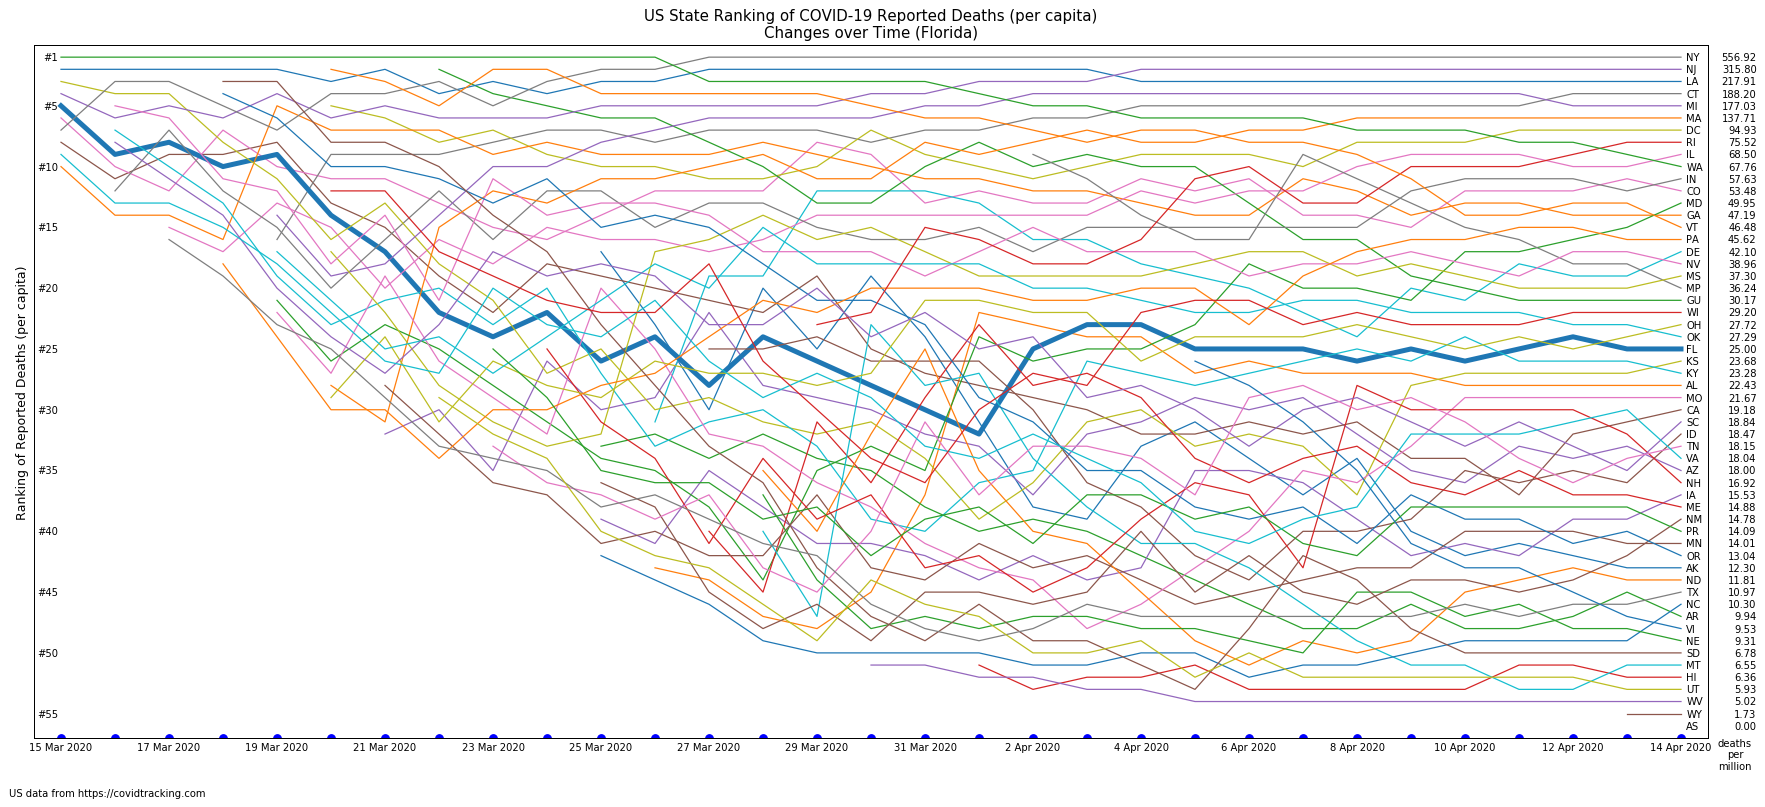 US State Ranking of COVID-19 Reported Deaths (per capita)
Changes over Time (Florida)
Ranking of Reported Deaths (per capita)
#1
#5
#10
#15
#20
#25
#30
#35
#40
#45
#50
#55
NY 556.92
NJ 315.80
LA 217.91
CT 188.20
MI 177.03
MA 137.71
DC 94.93
RI 75.52
IL 68.50
WA 67.76
IN 57.63
CO 53.48
MD 49.95
GA 47.19
VT 46.48
PA 45.62
DE 42.10
NV 38.96
MS 37.30
MP 36.24
GU 30.17
WI 29.20
OH 27.72
OK 27.29
FL 25.00
KS 23.68
KY 23.28
AL 22.43
MO 21.67
CA 19.18
SC 18.84
ID 18.47
TN 18.15
VA 18.04
AZ 18.00
NH 16.92
IA 15.53
ME 14.88
NM 14.78
PR 14.09
MN 14.01
OR 13.04
AK 12.30
ND 11.81
TX 10.97
NC 10.30
AR 9.94
VI 9.53
NE 9.31
SD 6.78
MT 6.55
HI 6.36
UT 5.93
WV 5.02
WY 1.73
AS 0.00
15 Mar 2020 17 Mar 2020 19 Mar 2020 21 Mar 2020 23 Mar 2020 25 Mar 2020 27 Mar 2020 29 Mar 2020 31 Mar 2020 2 Apr 2020 4 Apr 2020 6 Apr 2020 8 Apr 2020 10 Apr 2020 12 Apr 2020 14 Apr 2020
deaths
per
million
US data from https://covidtracking.com